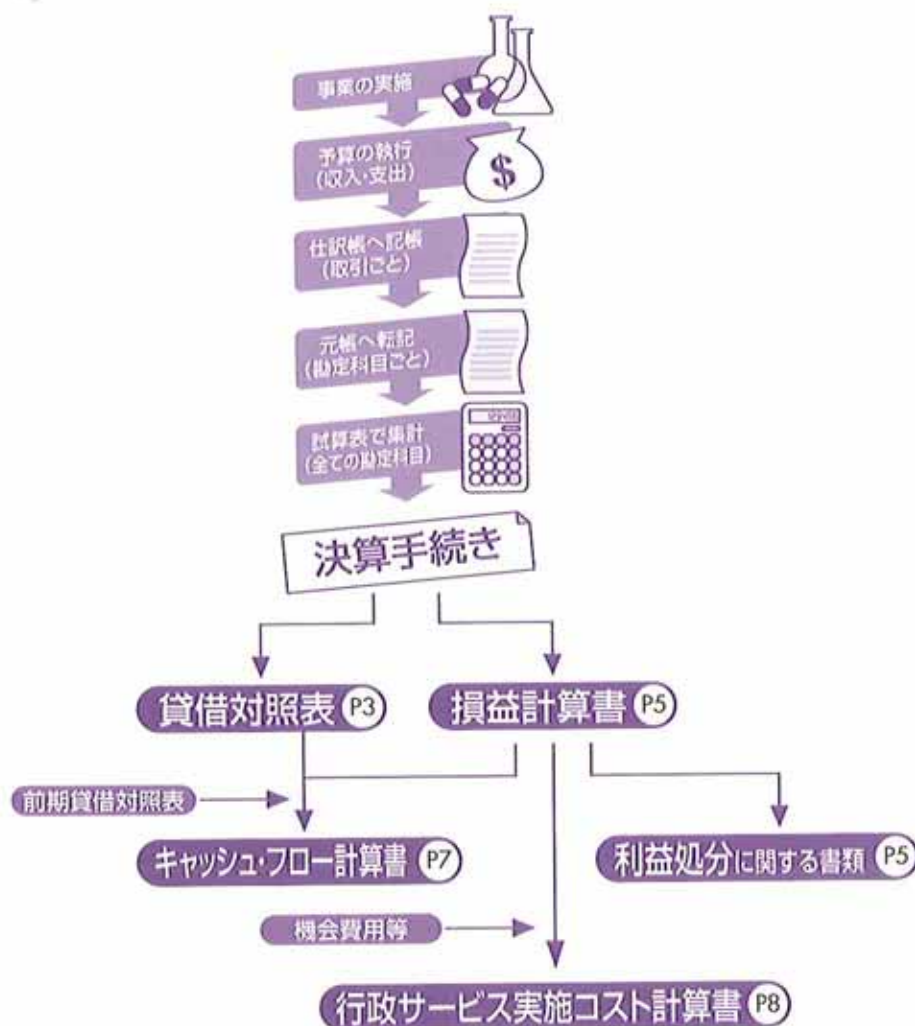 事業の実施
予算の執行
(収入・支出)
$
仕訳帳へ記帳
(取引ごと)
元帳へ転記
(勘定科目ごと)
試算表で集計
(全ての勘定科目)
決算手続き
貸借対照表 P3
損益計算書 P5
前期貸借対照表
キャッシュ・フロー計算書 P7
利益処分に関する書類 P5
機会費用等
行政サービス実施コスト計算書 P8